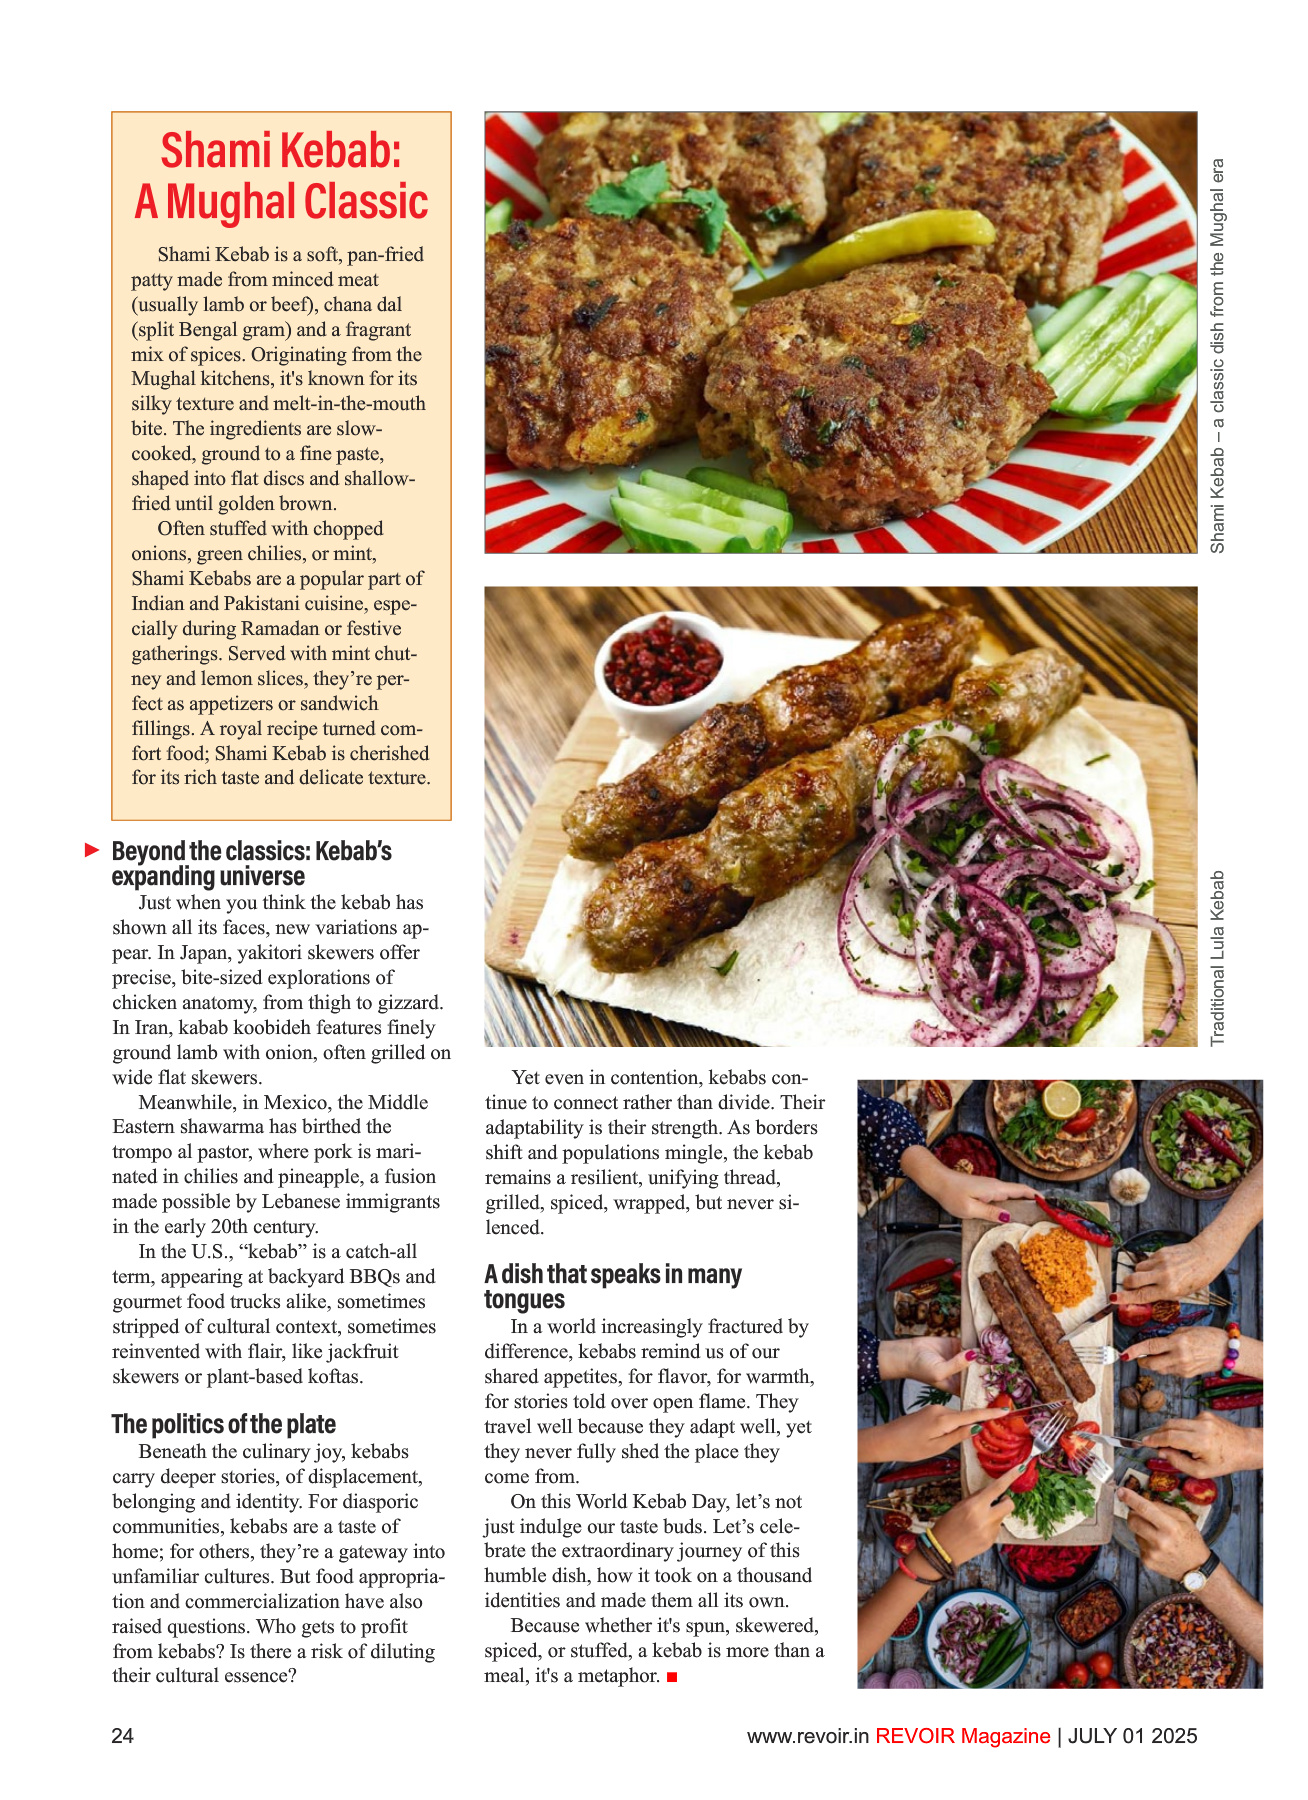 Shami Kebab:
A Mughal Classic
Shami Kebab is a soft, pan-fried
patty made from minced meat
(usually lamb or beef), chana dal
(split Bengal gram) and a fragrant
mix of spices. Originating from the
Mughal kitchens, it's known for its
silky texture and melt-in-the-mouth
bite. The ingredients are slow-
cooked, ground to a fine paste,
shaped into flat discs and shallow-
fried until golden brown.
Often stuffed with chopped
onions, green chilies, or mint,
Shami Kebabs are a popular part of
Indian and Pakistani cuisine, espe-
cially during Ramadan or festive
gatherings. Served with mint chut-
ney and lemon slices, they’re per-
fect as appetizers or sandwich
fillings. A royal recipe turned com-
fort food; Shami Kebab is cherished
for its rich taste and delicate texture.
Shami Kebab – a classic dish from the Mughal era
Traditional Lula Kebab
Beyond the classics: Kebab’s
expanding universe
Just when you think the kebab has
shown all its faces, new variations ap-
pear. In Japan, yakitori skewers offer
precise, bite-sized explorations of
chicken anatomy, from thigh to gizzard.
In Iran, kabab koobideh features finely
ground lamb with onion, often grilled on
wide flat skewers.
Meanwhile, in Mexico, the Middle
Eastern shawarma has birthed the
trompo al pastor, where pork is mari-
nated in chilies and pineapple, a fusion
made possible by Lebanese immigrants
in the early 20th century.
In the U.S., “kebab” is a catch-all
term, appearing at backyard BBQs and
gourmet food trucks alike, sometimes
stripped of cultural context, sometimes
reinvented with flair, like jackfruit
skewers or plant-based koftas.
The politics of the plate
Beneath the culinary joy, kebabs
carry deeper stories, of displacement,
belonging and identity. For diasporic
communities, kebabs are a taste of
home; for others, they’re a gateway into
unfamiliar cultures. But food appropria-
tion and commercialization have also
raised questions. Who gets to profit
from kebabs? Is there a risk of diluting
their cultural essence?
Yet even in contention, kebabs con-
tinue to connect rather than divide. Their
adaptability is their strength. As borders
shift and populations mingle, the kebab
remains a resilient, unifying thread,
grilled, spiced, wrapped, but never si-
lenced.
A dish that speaks in many
tongues
In a world increasingly fractured by
difference, kebabs remind us of our
shared appetites, for flavor, for warmth,
for stories told over open flame. They
travel well because they adapt well, yet
they never fully shed the place they
come from.
On this World Kebab Day, let’s not
just indulge our taste buds. Let’s cele-
brate the extraordinary journey of this
humble dish, how it took on a thousand
identities and made them all its own.
Because whether it's spun, skewered,
spiced, or stuffed, a kebab is more than a
meal, it's a metaphor.
24
www.revoir.in REVOIR Magazine | JULY 01 2025